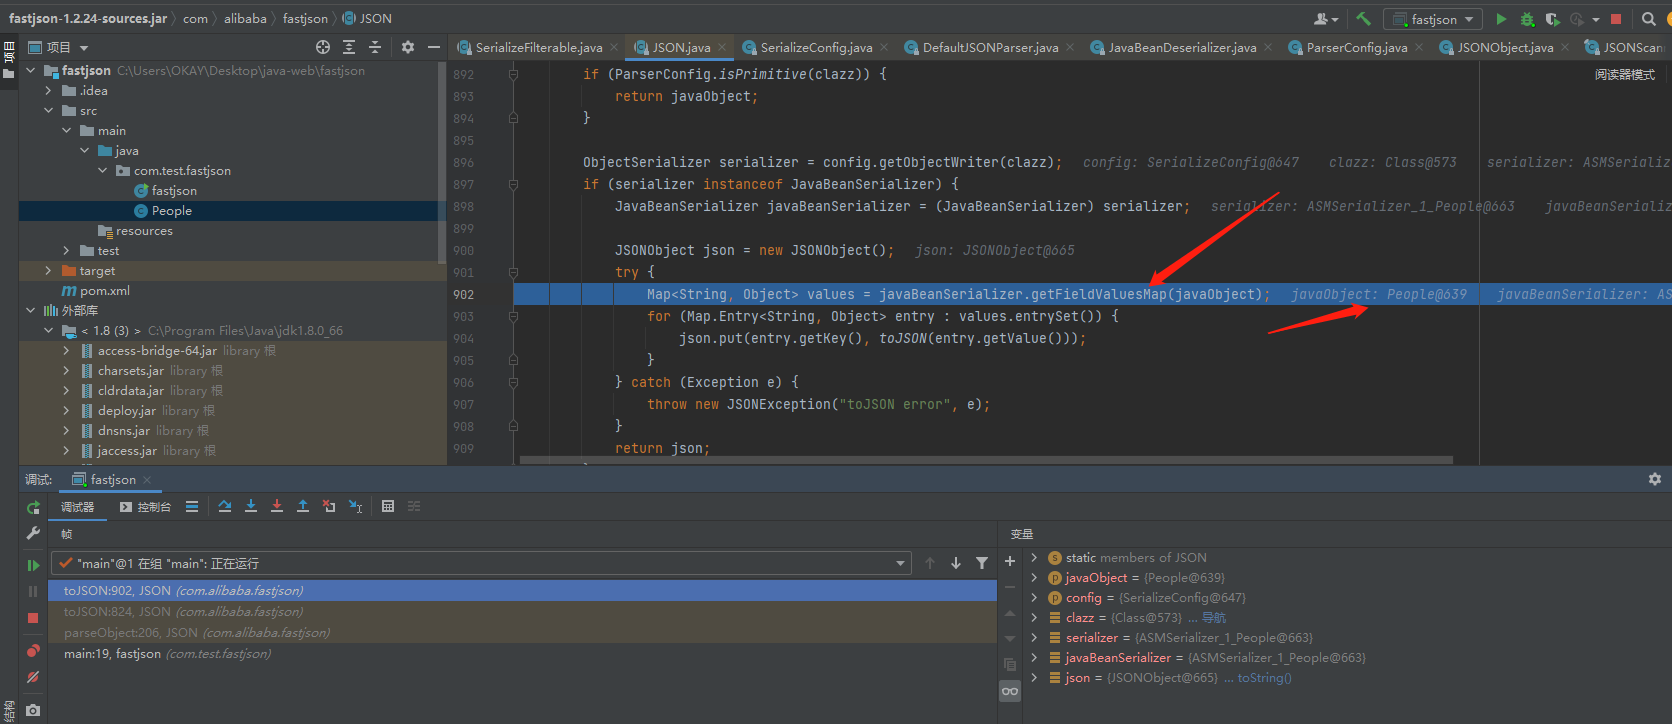 fastjson-1.2.24-sources.jar com alibaba fastjson JSON
fastjson
项目
项目
SerializeFilterable.java JSON.java SerializeConfig.java DefaultJSONParser.java JavaBeanDeserializer.java ParserConfig.java JSONObject.java JSONScan
fastjson C:\Users\OKAY\Desktop\java-web\fastjson
.idea
src
main
java
com.test.fastjson
fastjson
People
resources
test
target
pom.xml
外部库
< 1.8 (3) > C:\Program Files\Java\jdk1.8.0_66
access-bridge-64.jar library 根
charsets.jar library 根
cldrdata.jar library 根
deploy.jar library 根
dnsns.jar library 根
jaccess.jar library 根
阅读器模式
892 if (ParserConfig.isPrimitive(clazz)) {
893 return javaObject;
894 }
895
896 ObjectSerializer serializer = config.getObjectWriter(clazz); config: SerializeConfig@647 clazz: Class@573 serializer: ASMSerializ
897 if (serializer instanceof JavaBeanSerializer) {
898 JavaBeanSerializer javaBeanSerializer = (JavaBeanSerializer) serializer; serializer: ASMSerializer_1_People@663 javaBeanSerializ
899
900 JSONObject json = new JSONObject(); json: JSONObject@665
901 try {
902 Map<String, Object> values = javaBeanSerializer.getFieldValuesMap(javaObject); javaObject: People@639 javaBeanSerializer: AS
903 for (Map.Entry<String, Object> entry : values.entrySet()) {
904 json.put(entry.getKey(), toJSON(entry.getValue()));
905 }
906 } catch (Exception e) {
907 throw new JSONException("toJSON error", e);
908 }
909 return json;
调试: fastjson
调试器 控制台
帧
"main"@1 在组 "main": 正在运行
toJSON:902, JSON (com.alibaba.fastjson)
toJSON:824, JSON (com.alibaba.fastjson)
parseObject:206, JSON (com.alibaba.fastjson)
main:19, fastjson (com.test.fastjson)
变量
static members of JSON
javaObject = {People@639}
config = {SerializeConfig@647}
clazz = {Class@573} ... 导航
serializer = {ASMSerializer_1_People@663}
javaBeanSerializer = {ASMSerializer_1_People@663}
json = {JSONObject@665} ... toString()
结构